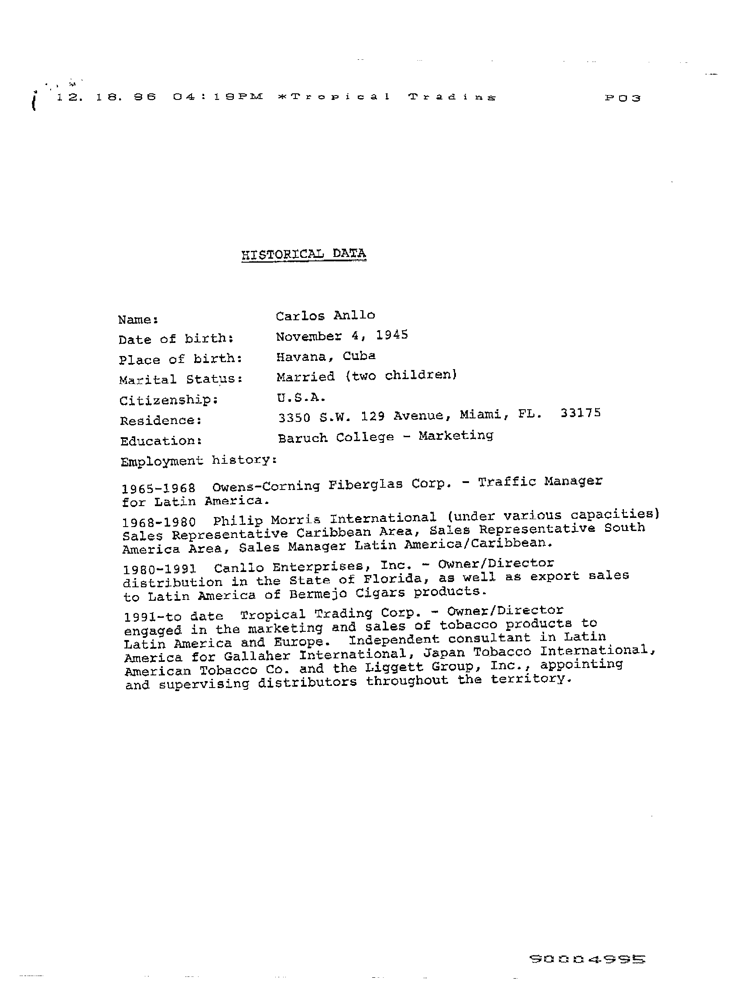 12. 18. 96 04:19PM *Tropical Trading P03
HISTORICAL DATA
Name: Carlos Anllo
Date of birth: November 4, 1945
Place of birth: Havana, Cuba
Marital Status: Married (two children)
Citizenship: U.S.A.
Residence: 3350 S.W. 129 Avenue, Miami, FL. 33175
Education: Baruch College - Marketing
Employment history:
1965-1968 Owens-Corning Fiberglas Corp. - Traffic Manager
for Latin America.
1968-1980 Philip Morris International (under various capacities)
Sales Representative Caribbean Area, Sales Representative South
America Area, Sales Manager Latin America/Caribbean.
1980-1991 Canllo Enterprises, Inc. - Owner/Director
distribution in the State of Florida, as well as export sales
to Latin America of Bermejo Cigars products.
1991-to date Tropical Trading Corp. - Owner/Director
engaged in the marketing and sales of tobacco products to
Latin America and Europe. Independent consultant in Latin
America for Gallaher International, Japan Tobacco International,
American Tobacco Co. and the Liggett Group, Inc., appointing
and supervising distributors throughout the territory.
90004995